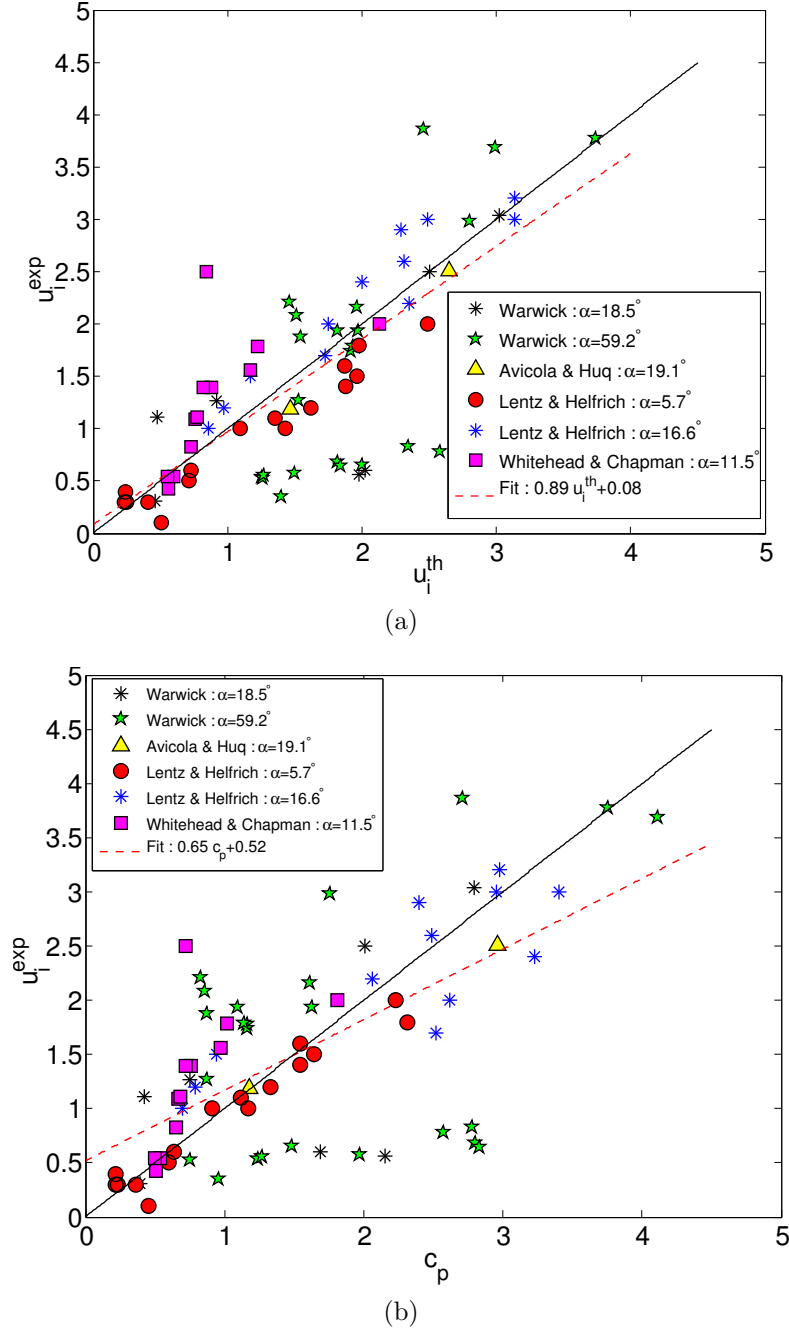 5
4.5
4
3.5
3
2.5
2
1.5
1
0.5
0
0 1 2 3 4 5
u_i^exp
u_i^th
Warwick : α=18.5°
Warwick : α=59.2°
Avicola & Huq : α=19.1°
Lentz & Helfrich : α=5.7°
Lentz & Helfrich : α=16.6°
Whitehead & Chapman : α=11.5°
Fit : 0.89 u_i^th+0.08
(a)
5
4.5
4
3.5
3
2.5
2
1.5
1
0.5
0
0 1 2 3 4 5
u_i^exp
c_p
Warwick : α=18.5°
Warwick : α=59.2°
Avicola & Huq : α=19.1°
Lentz & Helfrich : α=5.7°
Lentz & Helfrich : α=16.6°
Whitehead & Chapman : α=11.5°
Fit : 0.65 c_p+0.52
(b)